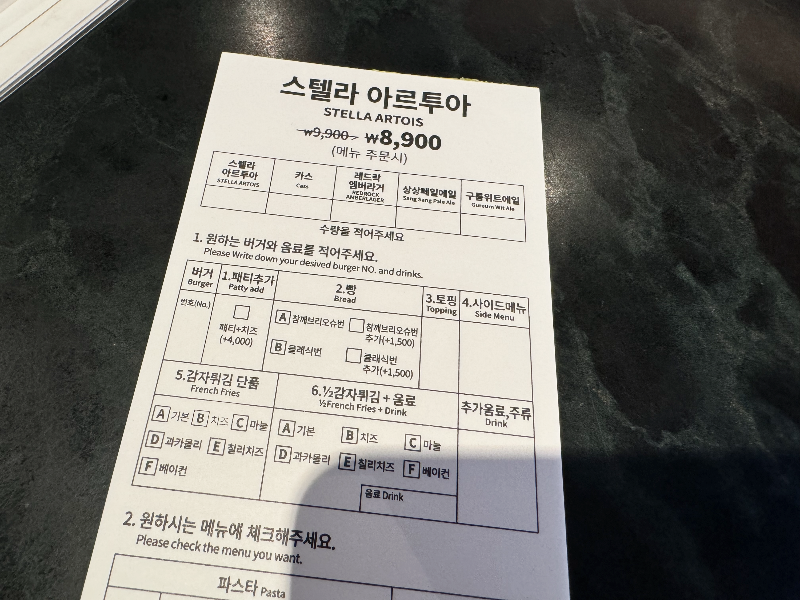 스텔라 아르투아
STELLA ARTOIS
₩9,900 ₩8,900
(메뉴 주문시)
스텔라 아르투아 STELLA ARTOIS
카스 Cass
레드락 엠버라거 REDROCK AMBERLAGER
상상페일에일 Sang Sang Pale Ale
구름위트에일 Gureum Wit Ale
수량을 적어주세요
1. 원하는 버거와 음료를 적어주세요.
Please Write down your desired burger NO. and drinks.
버거 Burger
1.패티추가 Patty add
2.빵 Bread
3.토핑 Topping
4.사이드메뉴 Side Menu
번호(No.)
패티+치즈 (+4,000)
A 참깨브리오슈번
참깨브리오슈번 추가(+1,500)
B 클래식번
클래식번 추가(+1,500)
5.감자튀김 단품
French Fries
6.½감자튀김 + 음료
½French Fries + Drink
추가음료,주류
Drink
A 기본 B 치즈 C 마늘
D 과카몰리 E 칠리치즈
F 베이컨
A 기본 B 치즈 C 마늘
D 과카몰리 E 칠리치즈 F 베이컨
음료 Drink
2. 원하시는 메뉴에 체크해주세요.
Please check the menu you want.
파스타 Pasta